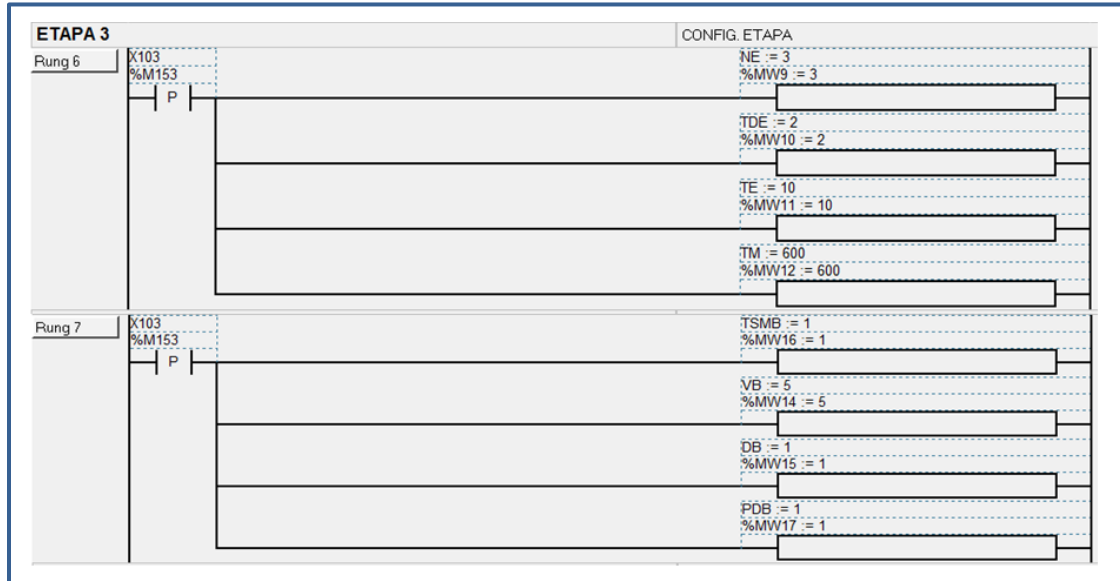 ETAPA 3
CONFIG. ETAPA
Rung 6
X103
%M153
P
NE := 3
%MW9 := 3
TDE := 2
%MW10 := 2
TE := 10
%MW11 := 10
TM := 600
%MW12 := 600
Rung 7
X103
%M153
P
TSMB := 1
%MW16 := 1
VB := 5
%MW14 := 5
DB := 1
%MW15 := 1
PDB := 1
%MW17 := 1